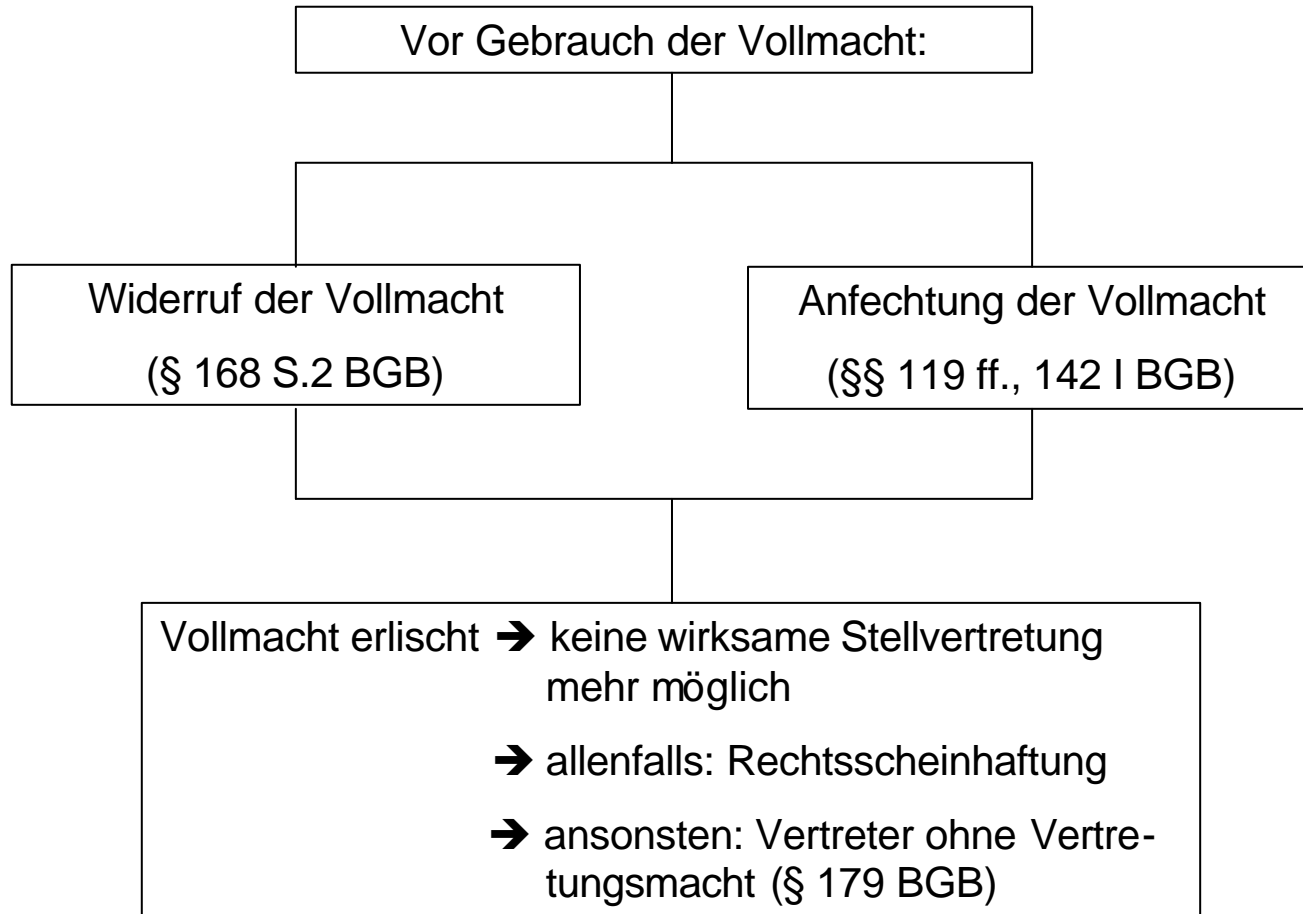 Vor Gebrauch der Vollmacht:
Widerruf der Vollmacht
(§ 168 S.2 BGB)
Anfechtung der Vollmacht
(§§ 119 ff., 142 I BGB)
Vollmacht erlischt ➔ keine wirksame Stellvertretung
mehr möglich
➔ allenfalls: Rechtsscheinhaftung
➔ ansonsten: Vertreter ohne Vertre-
tungsmacht (§ 179 BGB)